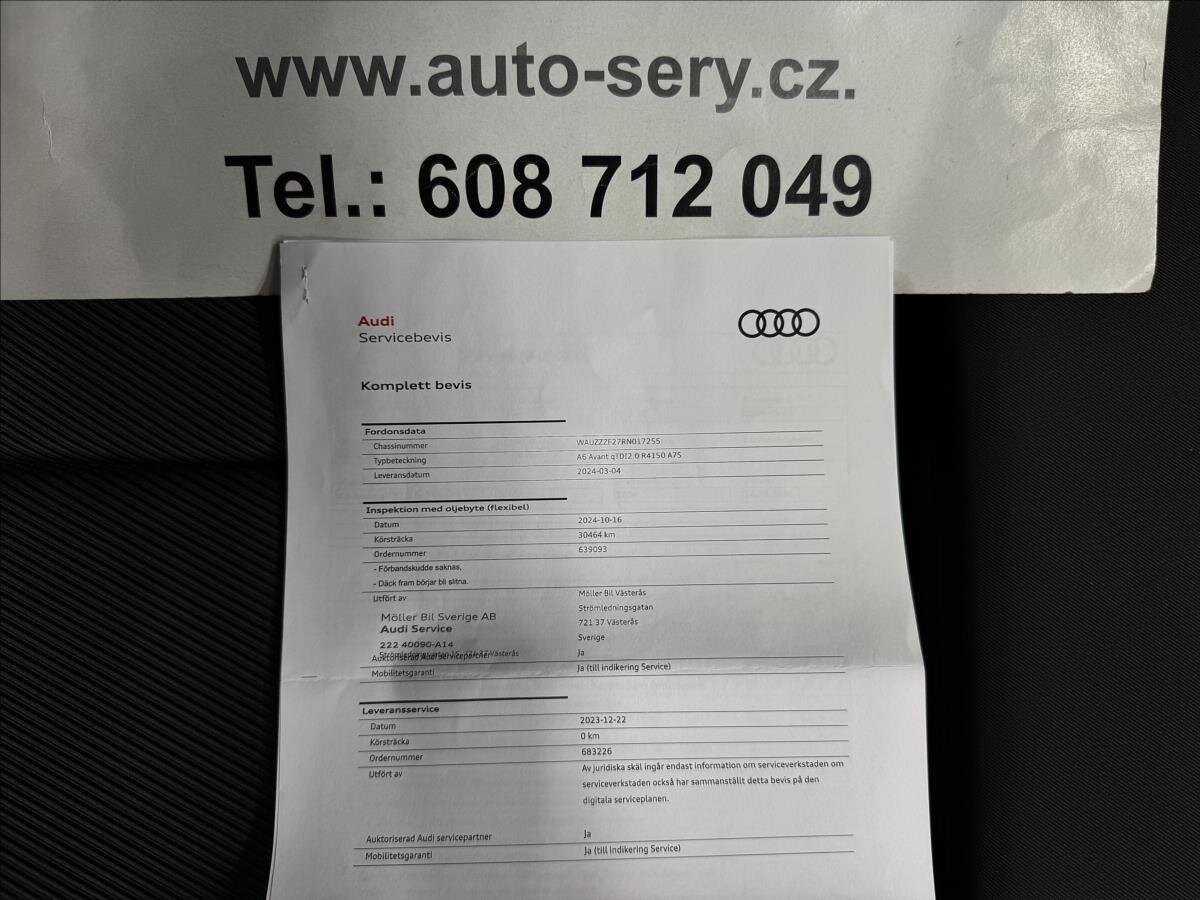 www.auto-sery.cz.
Tel.: 608 712 049
Audi
Servicebevis
Komplett bevis
Fordonsdata
Chassinummer WAUZZZF27RN017255
Typbeteckning A6 Avant qTDI2.0 R4150 A7S
Leveransdatum 2024-03-04
Inspektion med oljebyte (flexibel)
Datum 2024-10-16
Körsträcka 30464 km
Ordernummer 639093
- Förbandskudde saknas.
- Däck fram börjar bli slitna.
Utfört av Möller Bil Västerås
Strömledningsgatan
Möller Bil Sverige AB
Audi Service 721 37 Västerås
222 40090-A14 Sverige
Auktoriserad Audi servicepartner Ja
Mobilitetsgaranti Ja (till indikering Service)
Leveransservice
Datum 2023-12-22
Körsträcka 0 km
Ordernummer 683226
Utfört av Av juridiska skäl ingår endast information om serviceverkstaden om
serviceverkstaden också har sammanställt detta bevis på den
digitala serviceplanen.
Auktoriserad Audi servicepartner Ja
Mobilitetsgaranti Ja (till indikering Service)